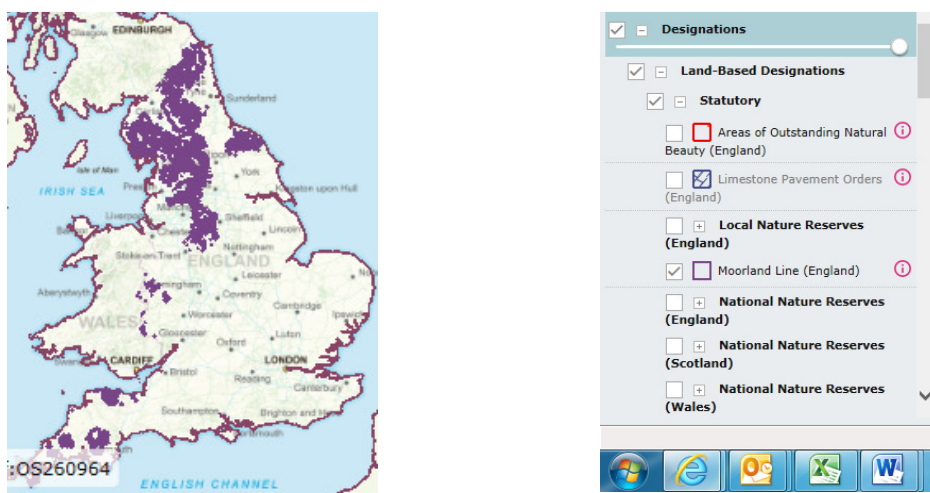 EDINBURGH
Glasgow
Tyne
Sunderland
Isle of Man
York
IRISH SEA
Kingston upon Hull
Liverpool
Sheffield
Chester
Lincoln
Stoke-on-Trent
Nottingham
ENGLAND
Leicester
Aberystwyth
Coventry
Cambridge
WALES
Worcester
Ipswich
Gloucester
Luton
Oxford
CARDIFF
LONDON
Bristol
Reading
Canterbury
Southampton
Brighton and
:OS260964
ENGLISH CHANNEL
Designations
Land-Based Designations
Statutory
Areas of Outstanding Natural
Beauty (England)
Limestone Pavement Orders
(England)
Local Nature Reserves
(England)
Moorland Line (England)
National Nature Reserves
(England)
National Nature Reserves
(Scotland)
National Nature Reserves
(Wales)